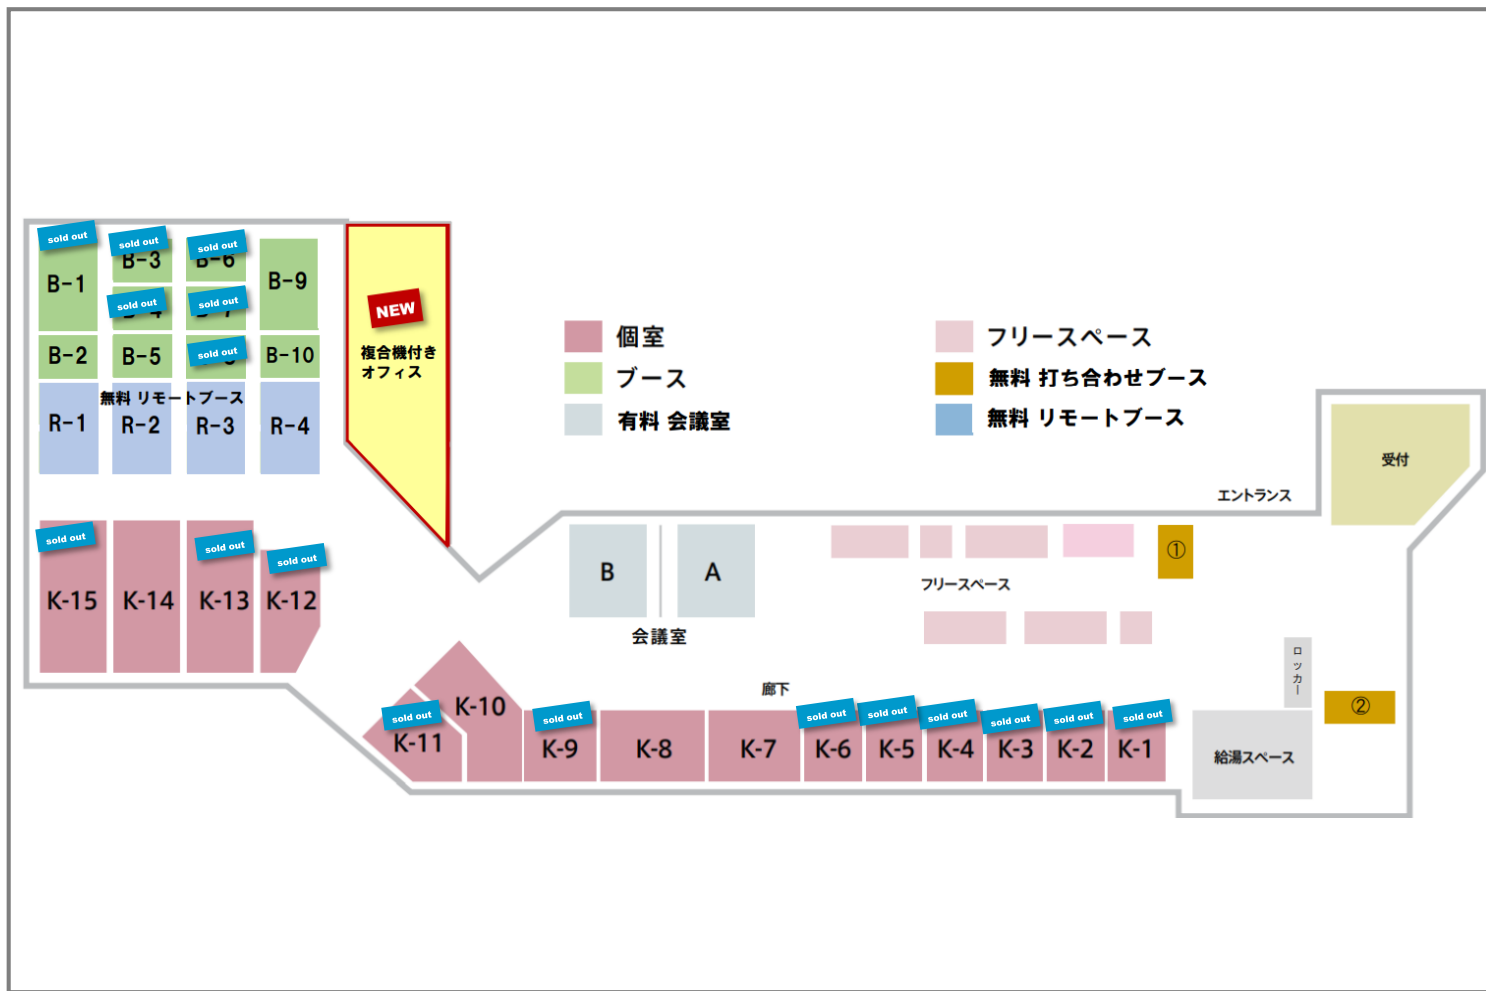 sold out
sold out
sold out
B-1
B-3
B-6
B-9
sold out
sold out
B-4
B-7
B-2
B-5
sold out
B-10
無料 リモートブース
R-1
R-2
R-3
R-4
NEW
複合機付き
オフィス
個室
ブース
有料 会議室
フリースペース
無料 打ち合わせブース
無料 リモートブース
受付
エントランス
sold out
sold out
sold out
K-15
K-14
K-13
K-12
B
A
会議室
フリースペース
①
ロッカー
②
廊下
給湯スペース
sold out
K-11
K-10
sold out
K-9
K-8
K-7
sold out
K-6
sold out
K-5
sold out
K-4
sold out
K-3
sold out
K-2
sold out
K-1